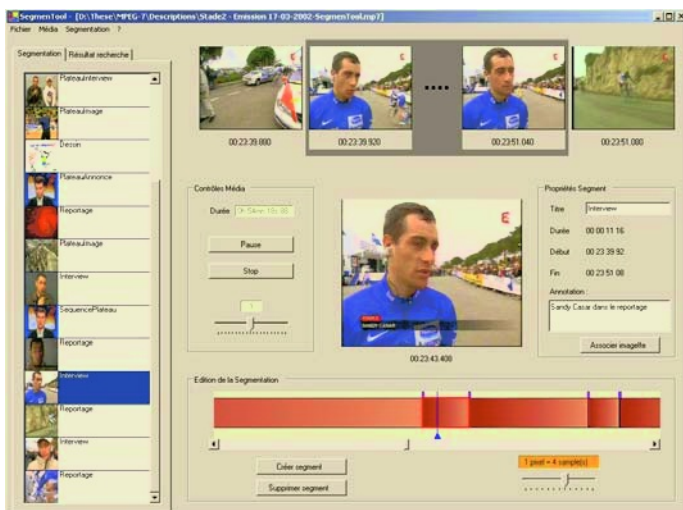 SegmenTool - [D:\These\MPEG-7\Descriptions\Stade2 - Emission 17-03-2002-SegmenTool.mp7]
Fichier Média Segmentation ?
Segmentation Résultat recherche
PlateauInterview
PlateauImage
Dessin
PlateauAnnonce
Reportage
PlateauImage
Interview
SequencePlateau
Reportage
Interview
Reportage
Interview
Reportage
00:23:39.880
00:23:39.920
....
00:23:51.040
00:23:51.080
Contrôles Média
Durée
Pause
Stop
1
SANDY CASAR
00:23:43.400
Propriétés Segment
Titre Interview
Durée 00 00 11 16
Début 00 23 39 92
Fin 00 23 51 08
Annotation :
Sandy Casar dans le reportage
Associer imagette
Edition de la Segmentation
Créer segment
Supprimer segment
1 pixel = 4 sample(s)